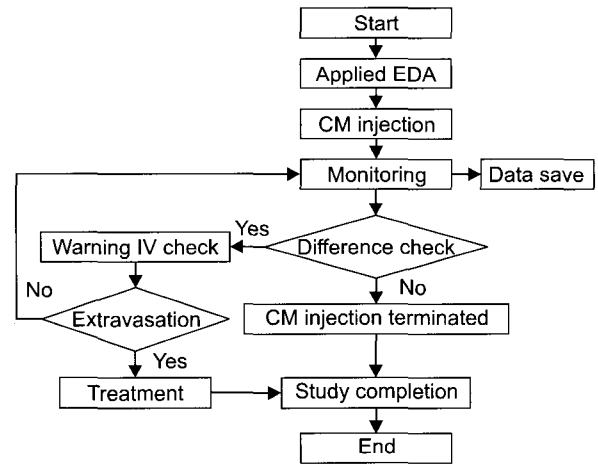 Start
Applied EDA
CM injection
Monitoring
Data save
Yes
Warning IV check
Difference check
No
No
Extravasation
CM injection terminated
Yes
Treatment
Study completion
End